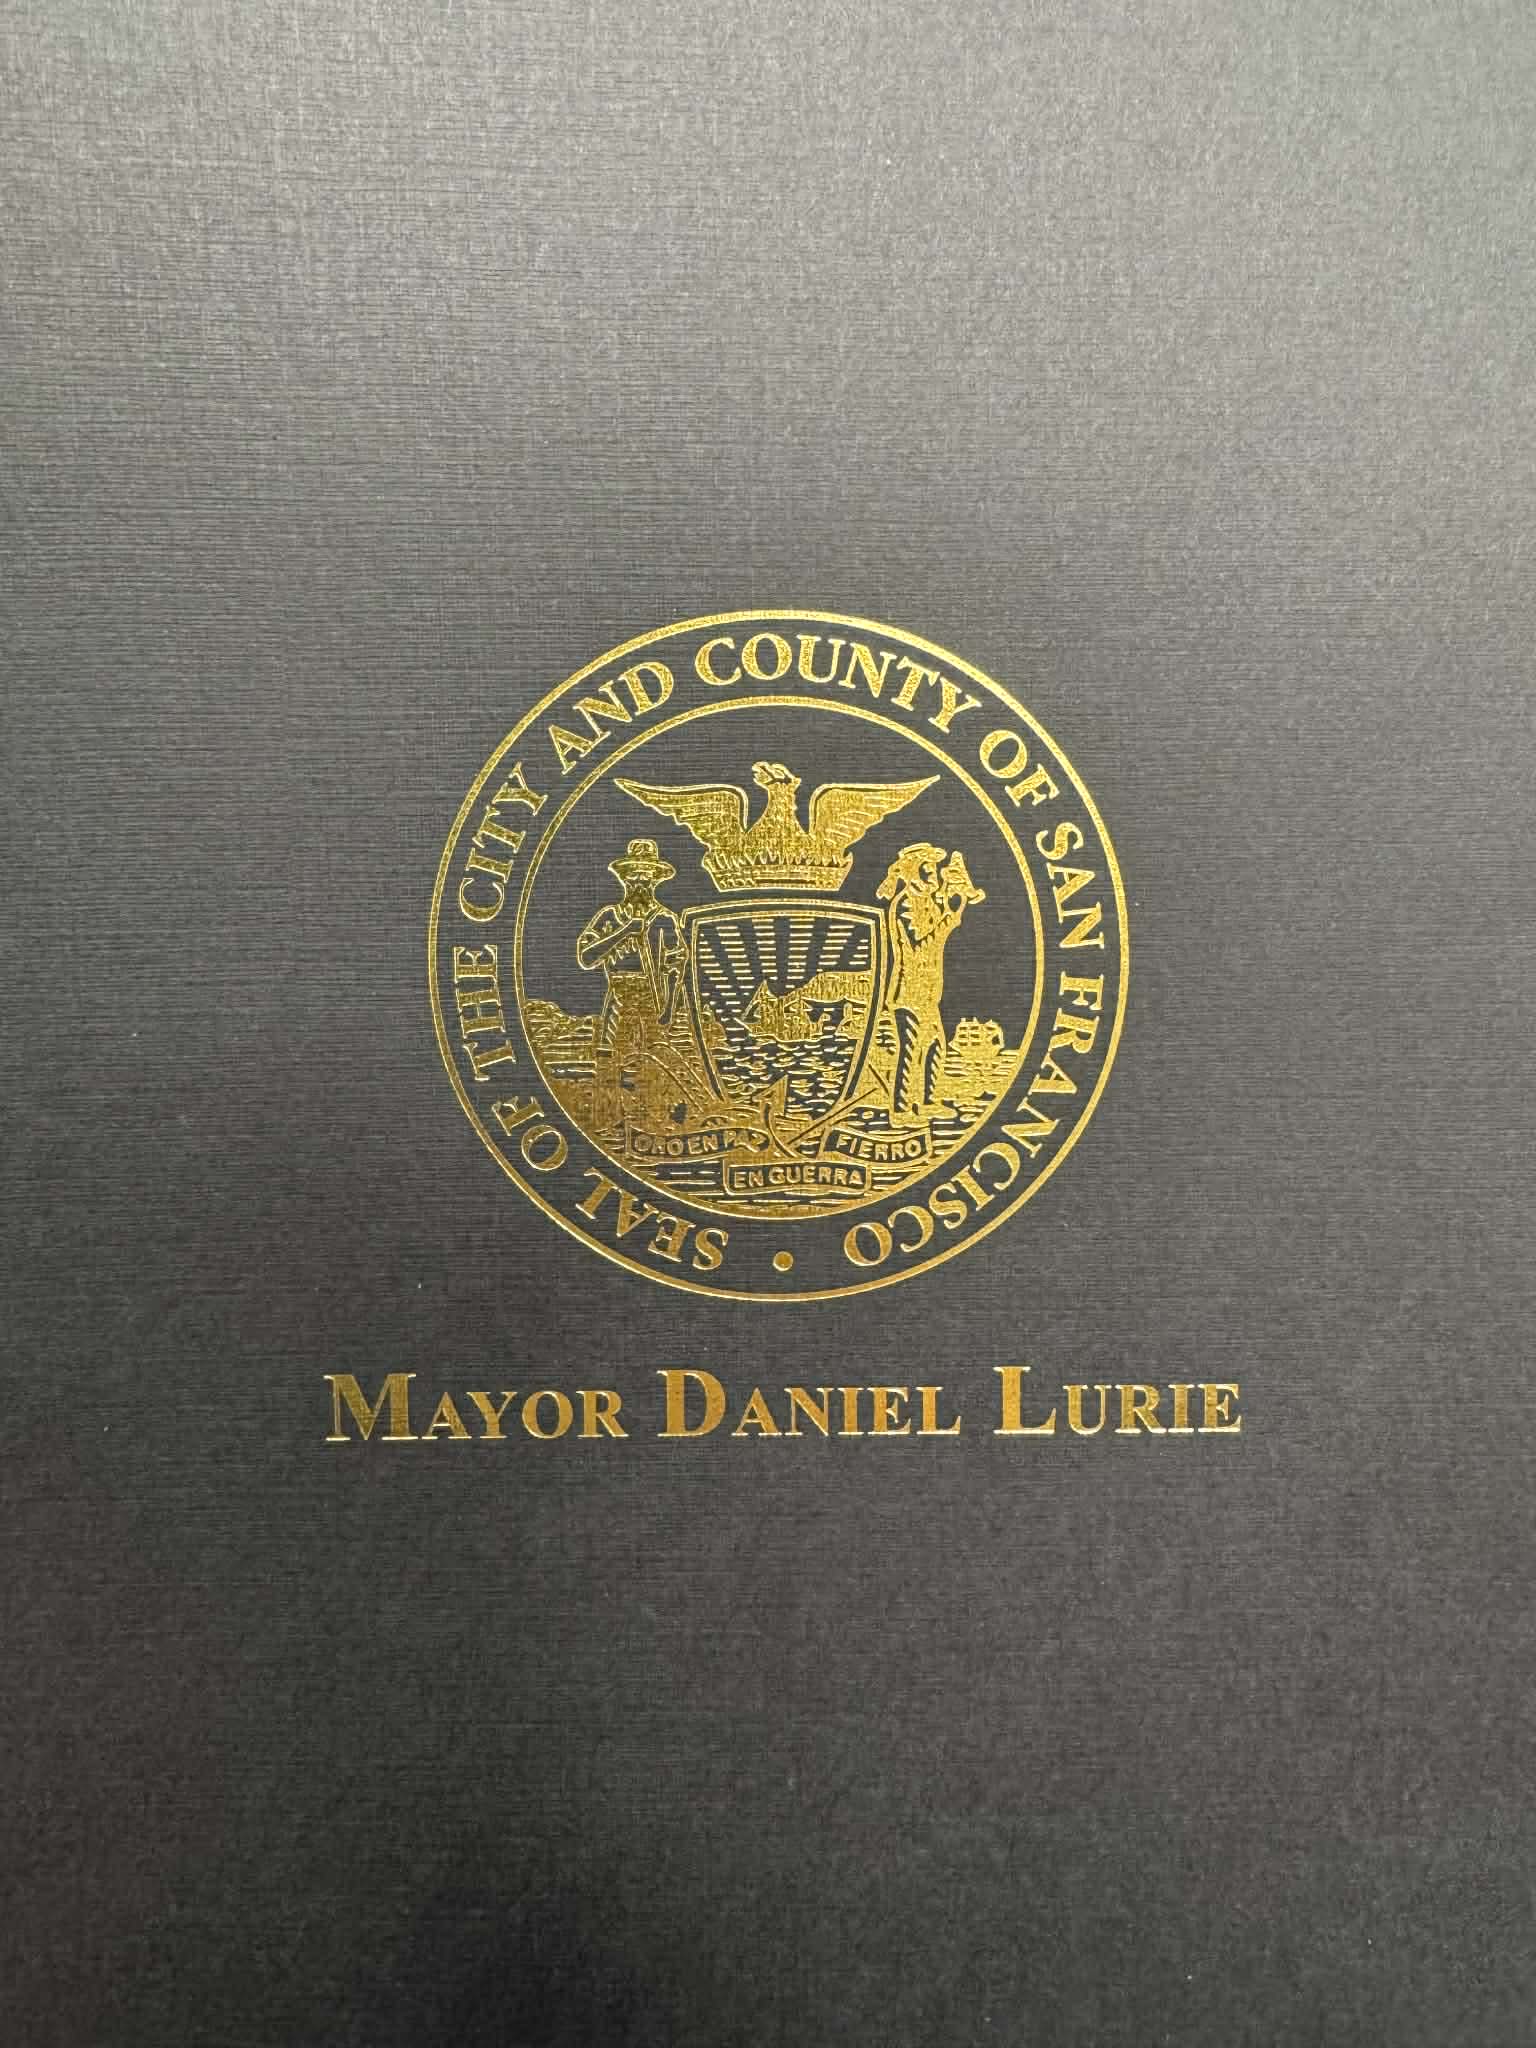 SEAL OF THE CITY AND COUNTY OF SAN FRANCISCO •
ORO EN PAZ
FIERRO
EN GUERRA
MAYOR DANIEL LURIE